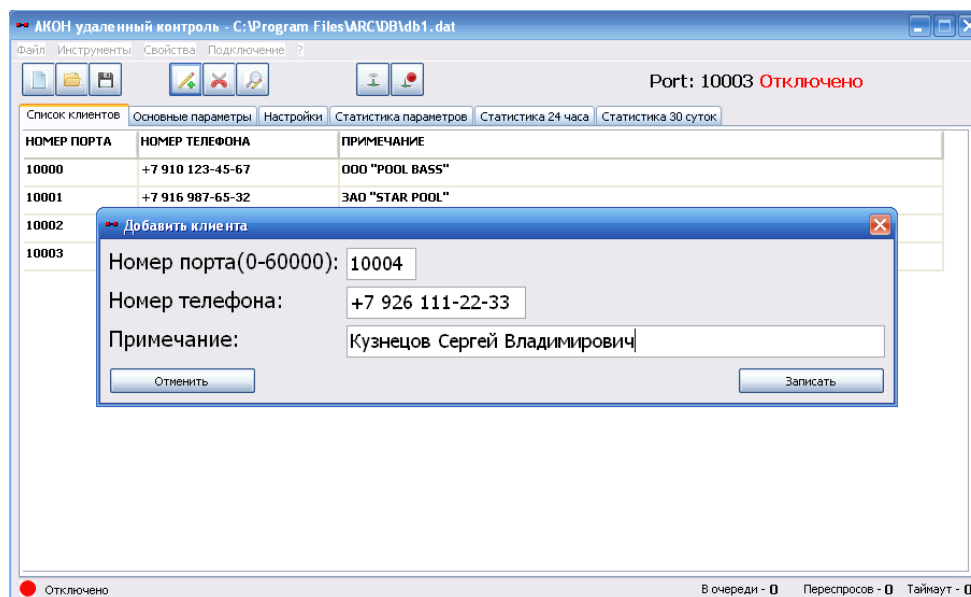 АКОН удаленный контроль - C:\Program Files\ARC\DB\db1.dat
Файл Инструменты Свойства Подключение ?
Port: 10003 Отключено
Список клиентов Основные параметры Настройки Статистика параметров Статистика 24 часа Статистика 30 суток
НОМЕР ПОРТА НОМЕР ТЕЛЕФОНА ПРИМЕЧАНИЕ
10000 +7 910 123-45-67 ООО "POOL BASS"
10001 +7 916 987-65-32 ЗАО "STAR POOL"
10002
10003
Добавить клиента
Номер порта(0-60000): 10004
Номер телефона: +7 926 111-22-33
Примечание: Кузнецов Сергей Владимирович
Отменить Записать
Отключено В очереди - 0 Переспросов - 0 Таймаут - 0